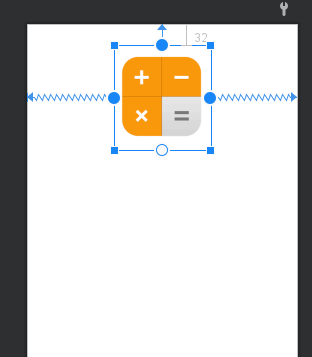 32
+ −
× =